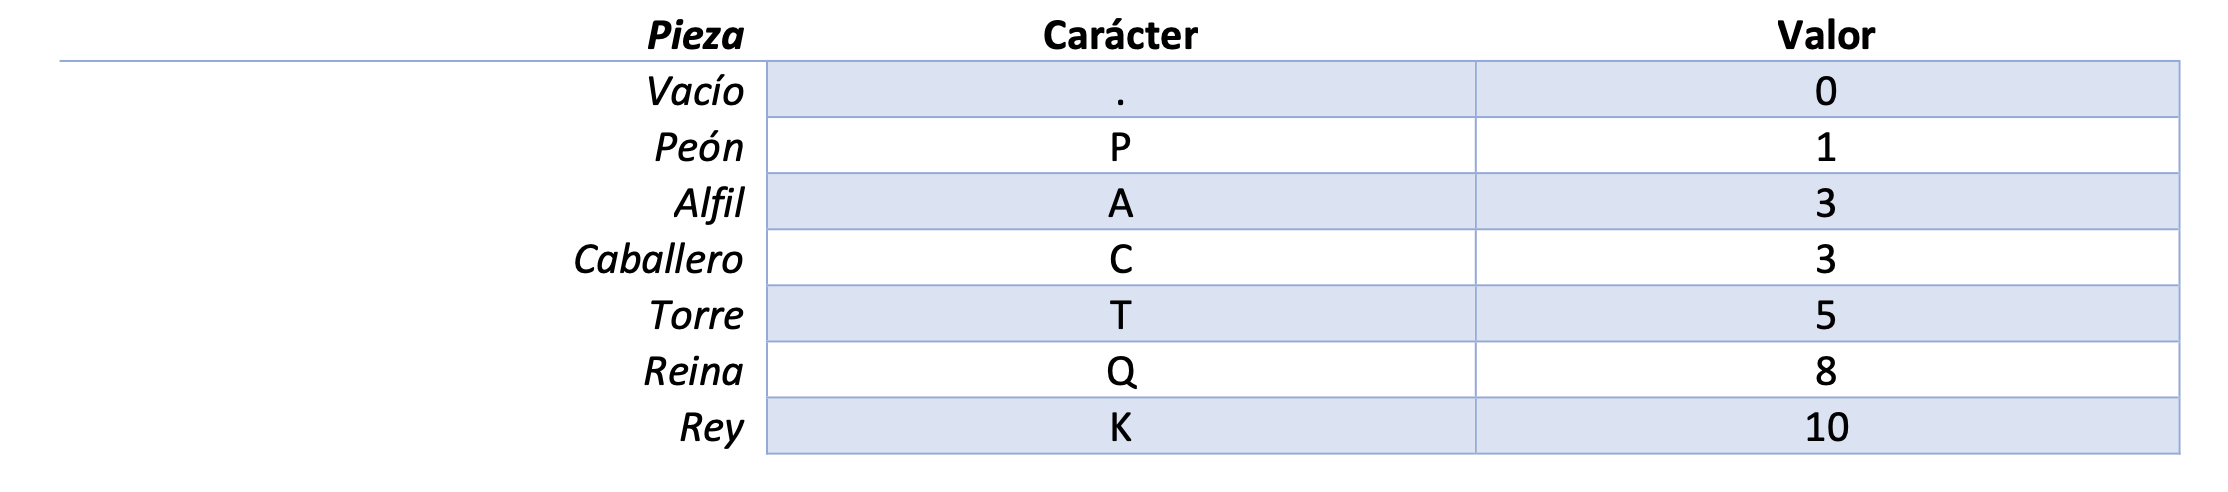 Pieza Carácter Valor
Vacío . 0
Peón P 1
Alfil A 3
Caballero C 3
Torre T 5
Reina Q 8
Rey K 10